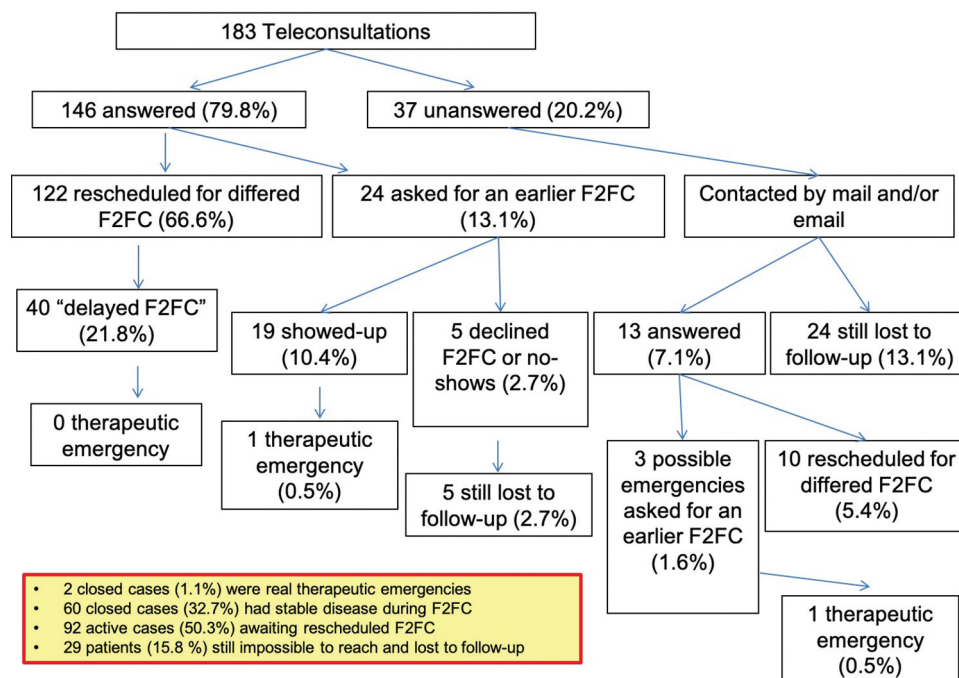 183 Teleconsultations
146 answered (79.8%)
37 unanswered (20.2%)
122 rescheduled for differed
F2FC (66.6%)
24 asked for an earlier F2FC
(13.1%)
Contacted by mail and/or
email
40 “delayed F2FC”
(21.8%)
19 showed-up
(10.4%)
5 declined
F2FC or no-
shows (2.7%)
13 answered
(7.1%)
24 still lost to
follow-up (13.1%)
0 therapeutic
emergency
1 therapeutic
emergency
(0.5%)
5 still lost to
follow-up (2.7%)
3 possible
emergencies
asked for an
earlier F2FC
(1.6%)
10 rescheduled for
differed F2FC
(5.4%)
1 therapeutic
emergency
(0.5%)
• 2 closed cases (1.1%) were real therapeutic emergencies
• 60 closed cases (32.7%) had stable disease during F2FC
• 92 active cases (50.3%) awaiting rescheduled F2FC
• 29 patients (15.8 %) still impossible to reach and lost to follow-up